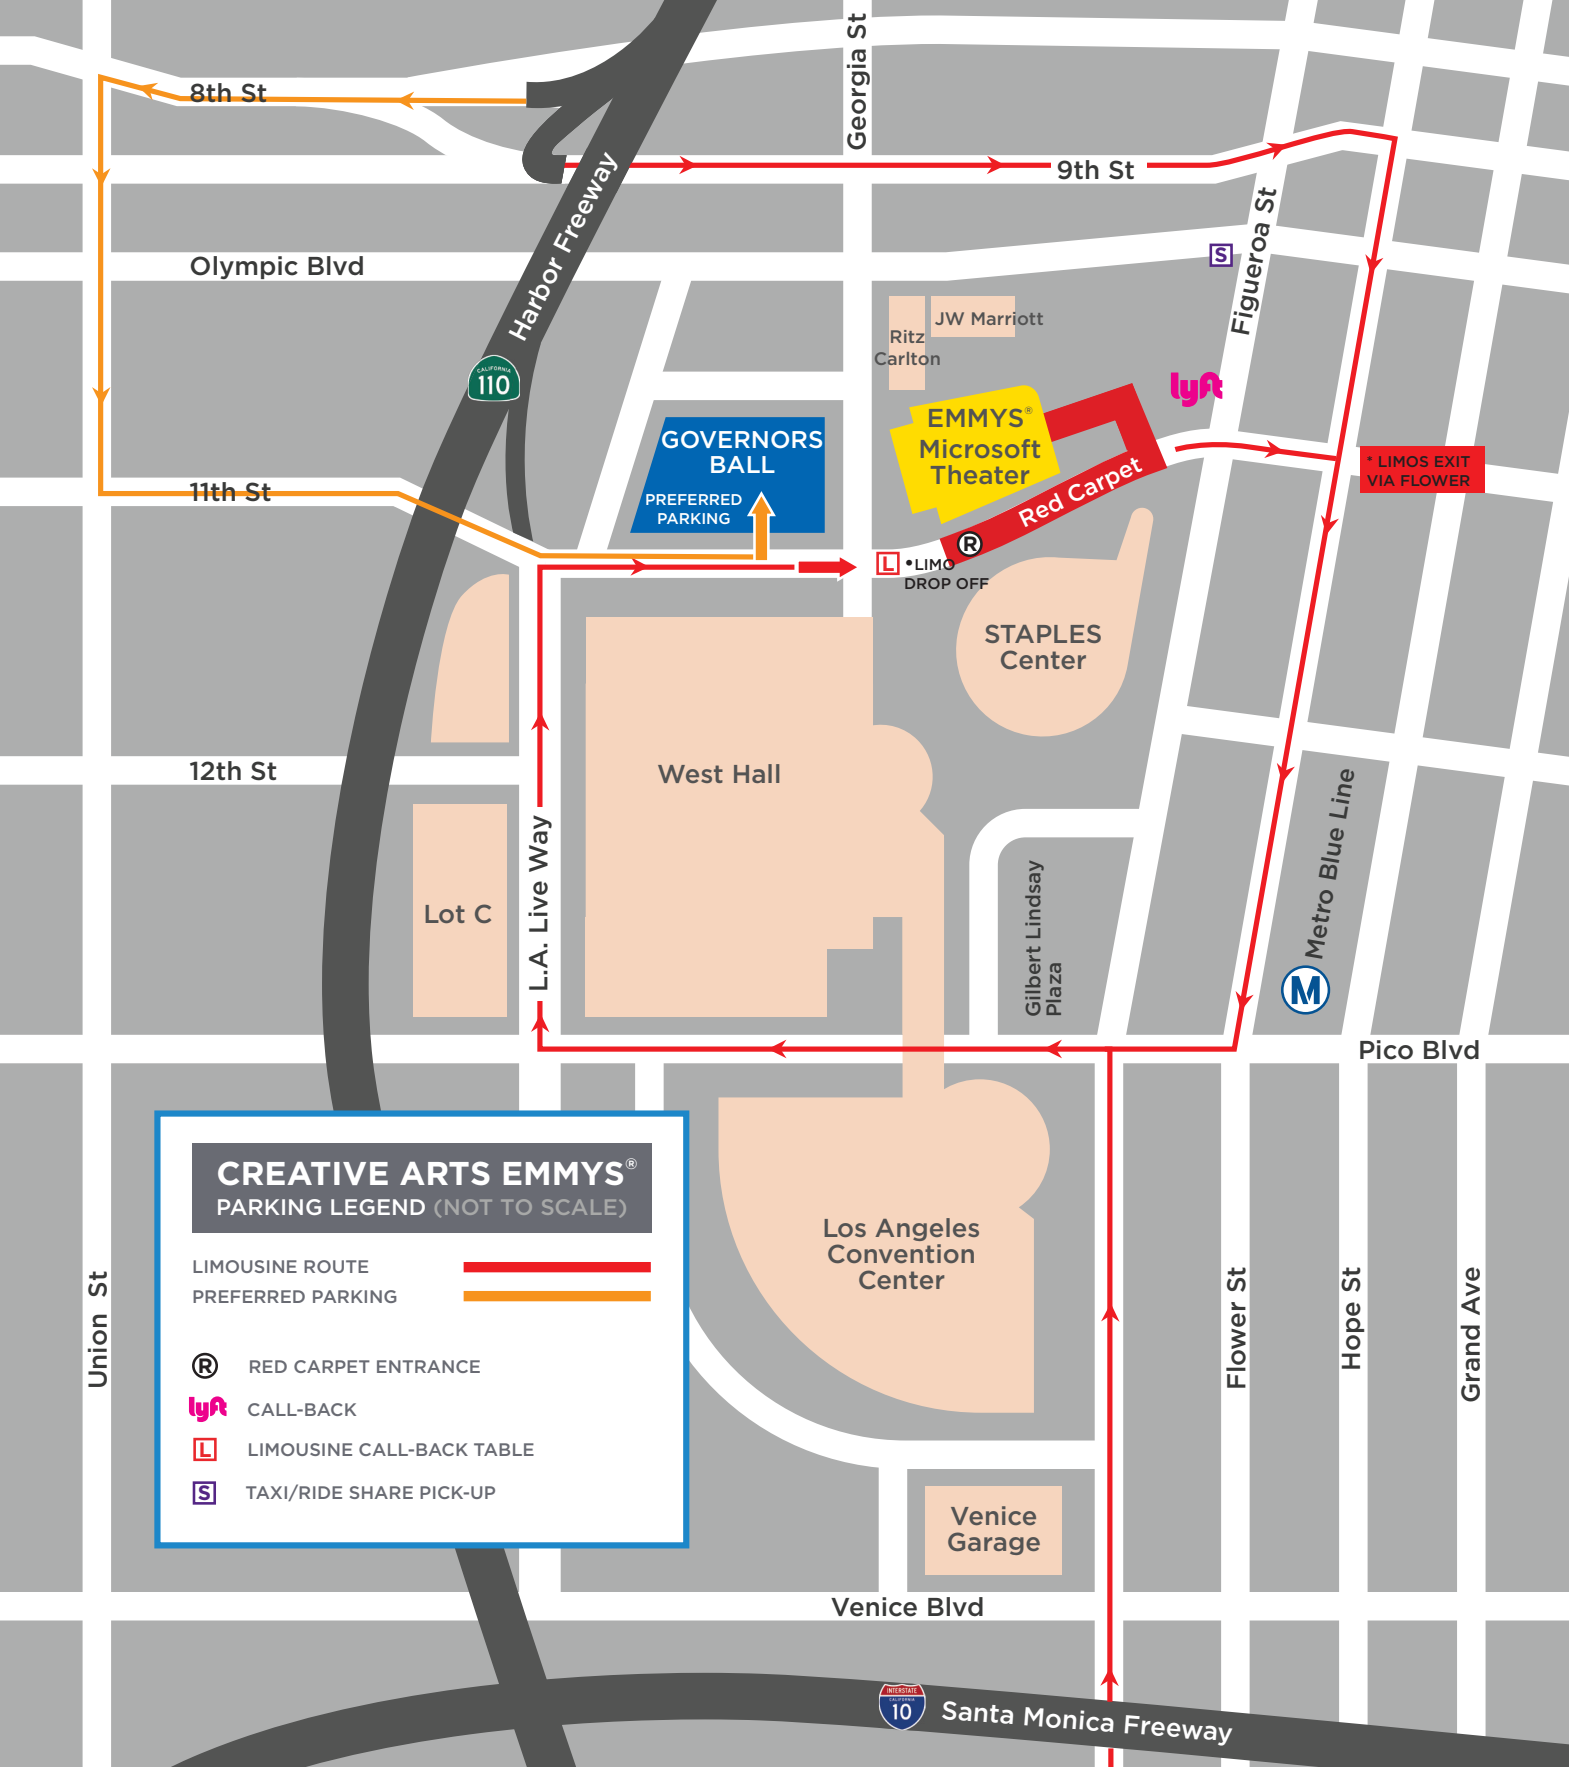 Georgia St
8th St
9th St
Harbor Freeway
Figueroa St
Olympic Blvd
S
JW Marriott
Ritz
Carlton
CALIFORNIA
110
lyft
EMMYS®
Microsoft
Theater
GOVERNORS
BALL
PREFERRED
PARKING
Red Carpet
* LIMOS EXIT
VIA FLOWER
11th St
R
L
•LIMO
DROP OFF
STAPLES
Center
12th St
West Hall
Metro Blue Line
L.A. Live Way
Lot C
Gilbert Lindsay
Plaza
M
Pico Blvd
CREATIVE ARTS EMMYS®
PARKING LEGEND (NOT TO SCALE)
LIMOUSINE ROUTE
PREFERRED PARKING
R RED CARPET ENTRANCE
lyft CALL-BACK
L LIMOUSINE CALL-BACK TABLE
S TAXI/RIDE SHARE PICK-UP
Los Angeles
Convention
Center
Union St
Flower St
Hope St
Grand Ave
Venice
Garage
Venice Blvd
INTERSTATE
CALIFORNIA
10
Santa Monica Freeway